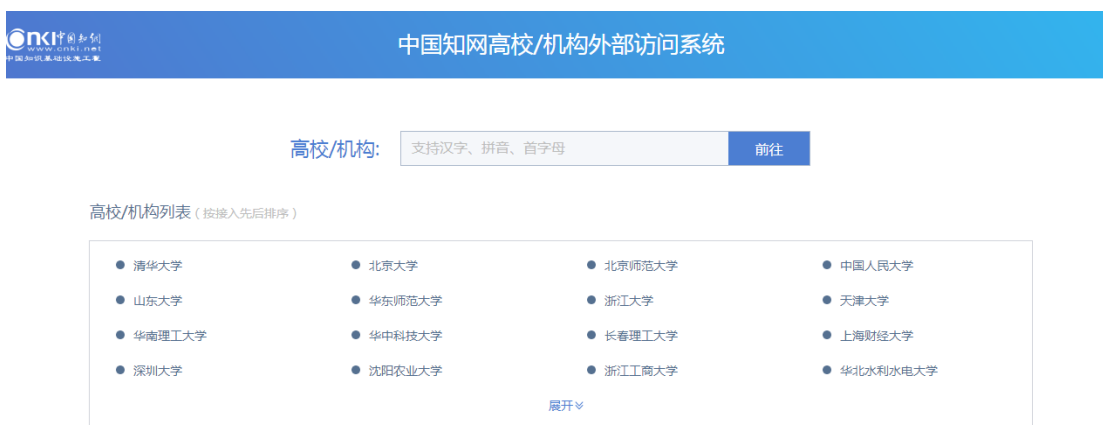 cnki中国知网
www.cnki.net
中国知识基础设施工程
中国知网高校/机构外部访问系统
高校/机构: 支持汉字、拼音、首字母 前往
高校/机构列表 ( 按接入先后排序 )
清华大学 北京大学 北京师范大学 中国人民大学
山东大学 华东师范大学 浙江大学 天津大学
华南理工大学 华中科技大学 长春理工大学 上海财经大学
深圳大学 沈阳农业大学 浙江工商大学 华北水利水电大学
展开